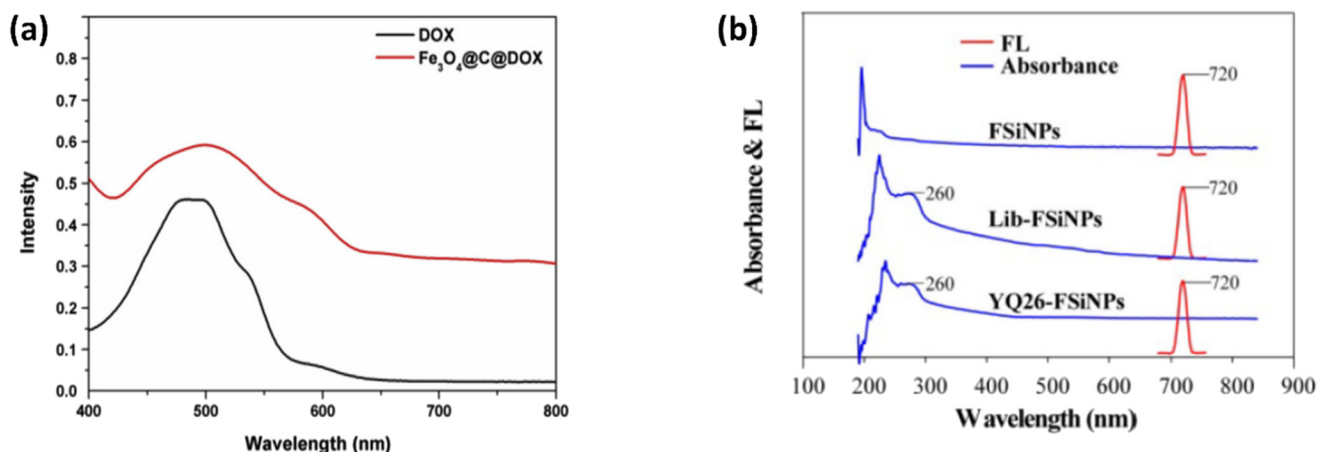 (a)
DOX
Fe₃O₄@C@DOX
0.8
0.7
0.6
0.5
0.4
0.3
0.2
0.1
0.0
Intensity
400
500
600
700
800
Wavelength (nm)
(b)
FL
Absorbance
720
FSiNPs
720
260
Lib-FSiNPs
720
260
YQ26-FSiNPs
Absorbance & FL
100
200
300
400
500
600
700
800
900
Wavelength (nm)